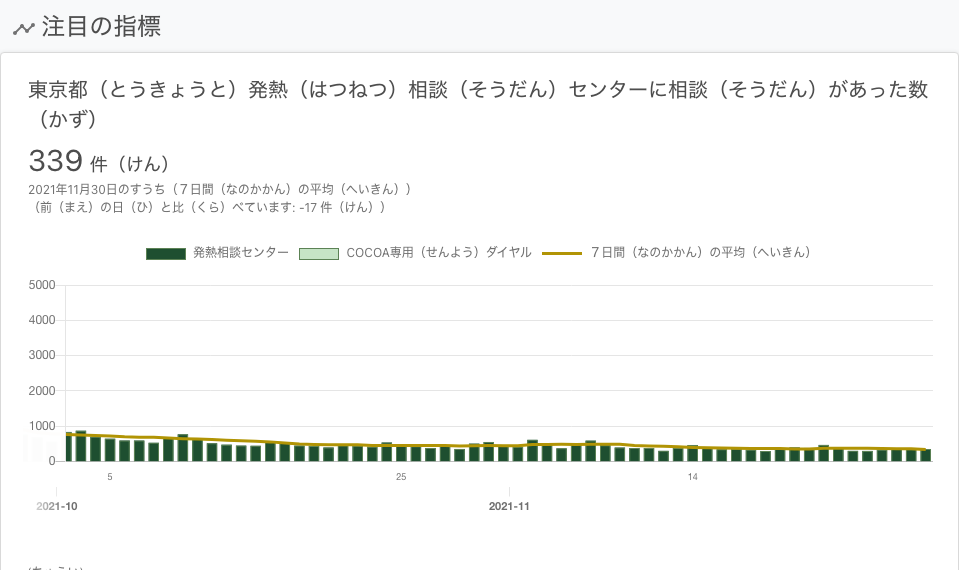 注目の指標
東京都（とうきょうと）発熱（はつねつ）相談（そうだん）センターに相談（そうだん）があった数
（かず）
339 件（けん）
2021年11月30日のすうち（７日間（なのかかん）の平均（へいきん））
（前（まえ）の日（ひ）と比（くら）べています: -17 件（けん））
発熱相談センター COCOA専用（せんよう）ダイヤル ７日間（なのかかん）の平均（へいきん）
5000
4000
3000
2000
1000
0
5 25 14
2021-10 2021-11